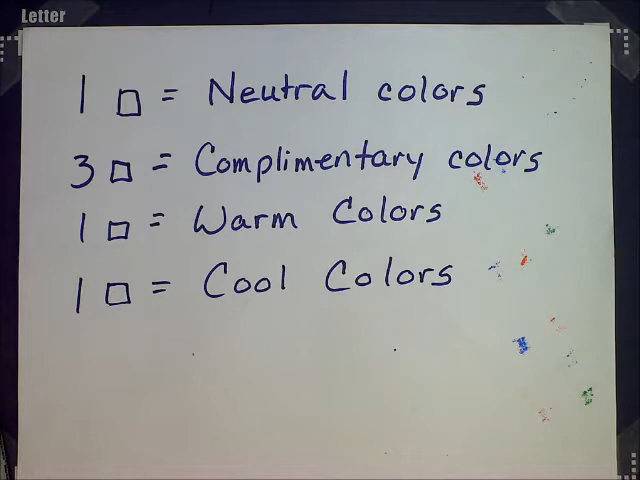 Letter
1 □ = Neutral colors
3 □ = Complimentary colors
1 □ = Warm Colors
1 □ = Cool Colors